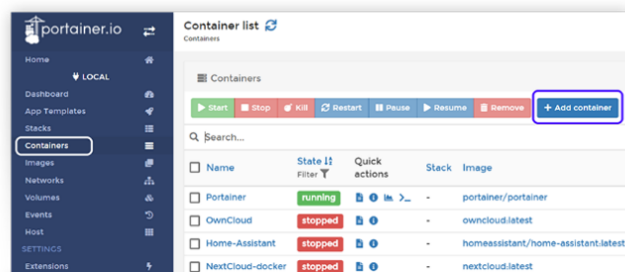 portainer.io
Home
LOCAL
Dashboard
App Templates
Stacks
Containers
Images
Networks
Volumes
Events
Host
SETTINGS
Extensions
Container list
Containers
Containers
Start Stop Kill Restart Pause Resume Remove + Add container
Search...
Name State Filter Quick actions Stack Image
Portainer running - portainer/portainer
OwnCloud stopped - owncloud:latest
Home-Assistant stopped - homeassistant/home-assistant:latest
NextCloud-docker stopped - nextcloud:latest